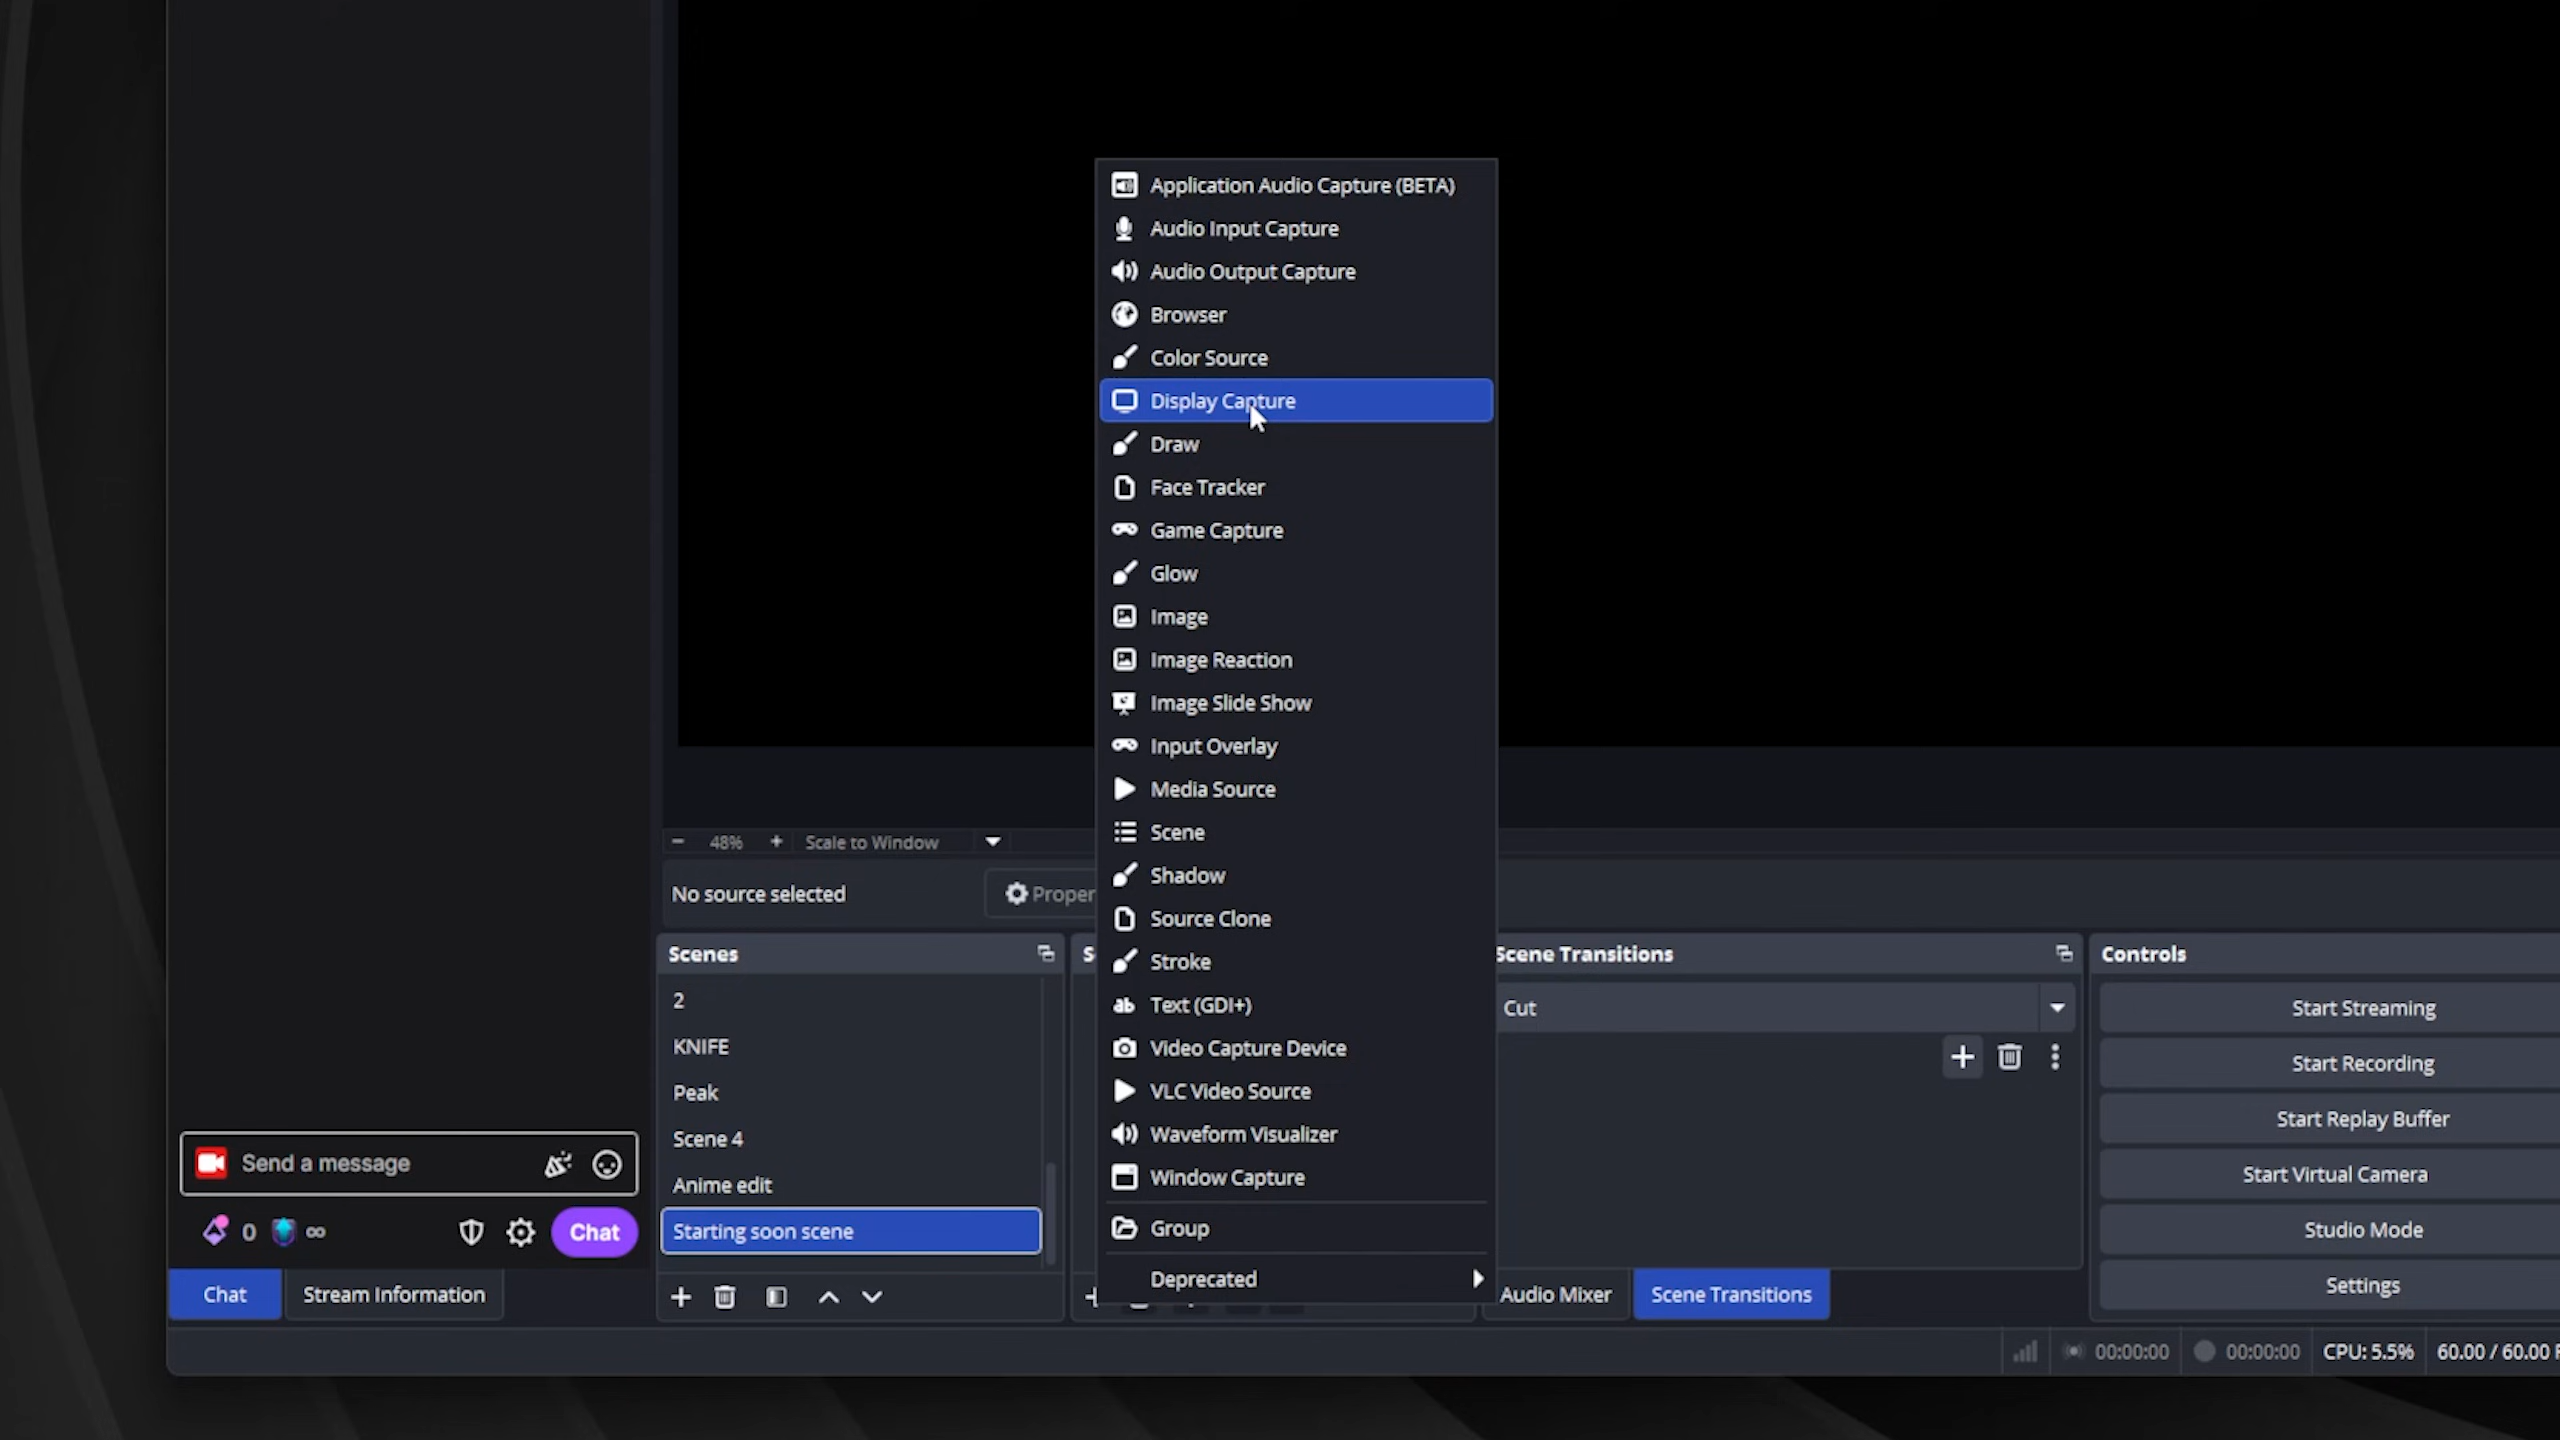 Application Audio Capture (BETA)
Audio Input Capture
Audio Output Capture
Browser
Color Source
Display Capture
Draw
Face Tracker
Game Capture
Glow
Image
Image Reaction
Image Slide Show
Input Overlay
Media Source
Scene
Shadow
Source Clone
Stroke
Text (GDI+)
Video Capture Device
VLC Video Source
Waveform Visualizer
Window Capture
Group
Deprecated
48%
Scale to Window
No source selected
Proper
Scenes
2
KNIFE
Peak
Scene 4
Anime edit
Starting soon scene
S
Scene Transitions
Cut
Controls
Start Streaming
Start Recording
Start Replay Buffer
Start Virtual Camera
Studio Mode
Settings
Send a message
0
∞
Chat
Chat
Stream Information
Audio Mixer
Scene Transitions
00:00:00
00:00:00
CPU: 5.5%
60.00 / 60.00 F